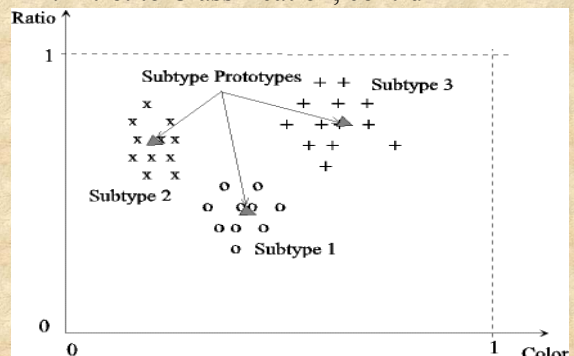 Ratio
1
Subtype Prototypes
Subtype 3
Subtype 2
Subtype 1
0
0
1
Color